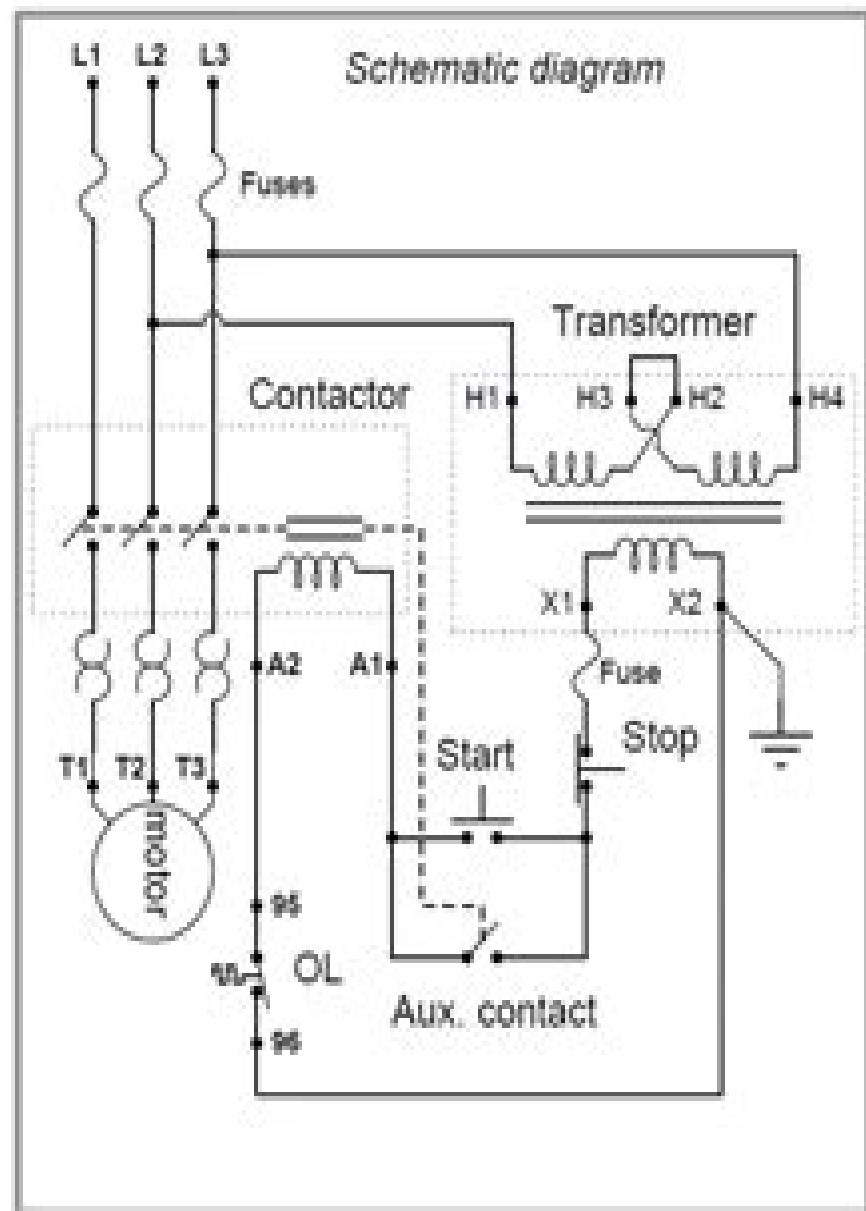 L1 L2 L3
Schematic diagram
Fuses
Transformer
Contactor
H1 H3 H2 H4
X1 X2
A2 A1
Fuse
Stop
Start
T1 T2 T3
motor
95
OL
Aux. contact
96